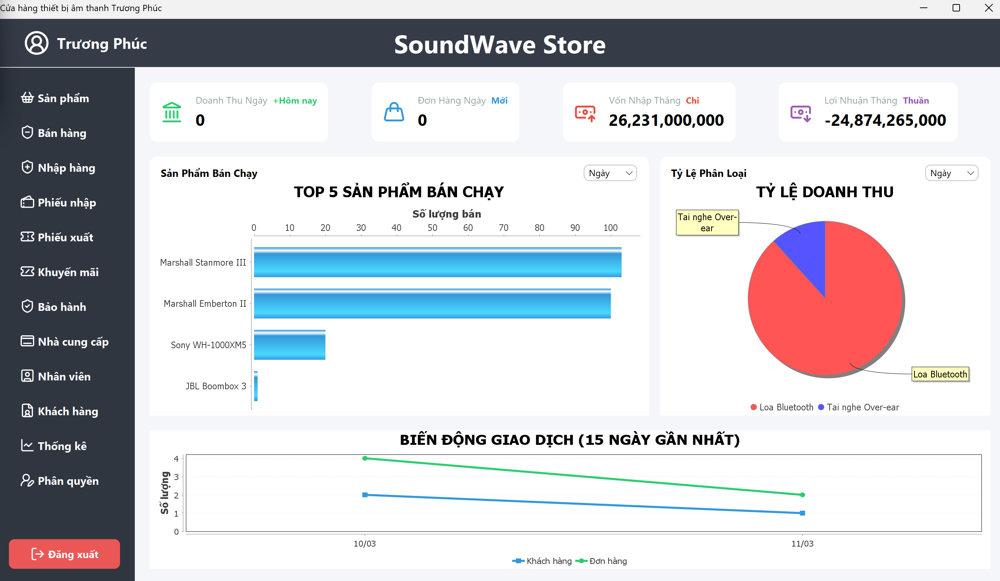 Cửa hàng thiết bị âm thanh Trương Phúc
Trương Phúc
SoundWave Store
Sản phẩm
Bán hàng
Nhập hàng
Phiếu nhập
Phiếu xuất
Khuyến mãi
Bảo hành
Nhà cung cấp
Nhân viên
Khách hàng
Thống kê
Phân quyền
Đăng xuất
Doanh Thu Ngày +Hôm nay
0
Đơn Hàng Ngày Mới
0
Vốn Nhập Tháng Chi
26,231,000,000
Lợi Nhuận Tháng Thuần
-24,874,265,000
Sản Phẩm Bán Chạy
Ngày
TOP 5 SẢN PHẨM BÁN CHẠY
Số lượng bán
0 10 20 30 40 50 60 70 80 90 100
Marshall Stanmore III
Marshall Emberton II
Sony WH-1000XM5
JBL Boombox 3
Tỷ Lệ Phân Loại
Ngày
TỶ LỆ DOANH THU
Tai nghe Over-
ear
Loa Bluetooth
Loa Bluetooth Tai nghe Over-ear
BIẾN ĐỘNG GIAO DỊCH (15 NGÀY GẦN NHẤT)
Số lượng
4
3
2
1
0
10/03 11/03
Khách hàng Đơn hàng